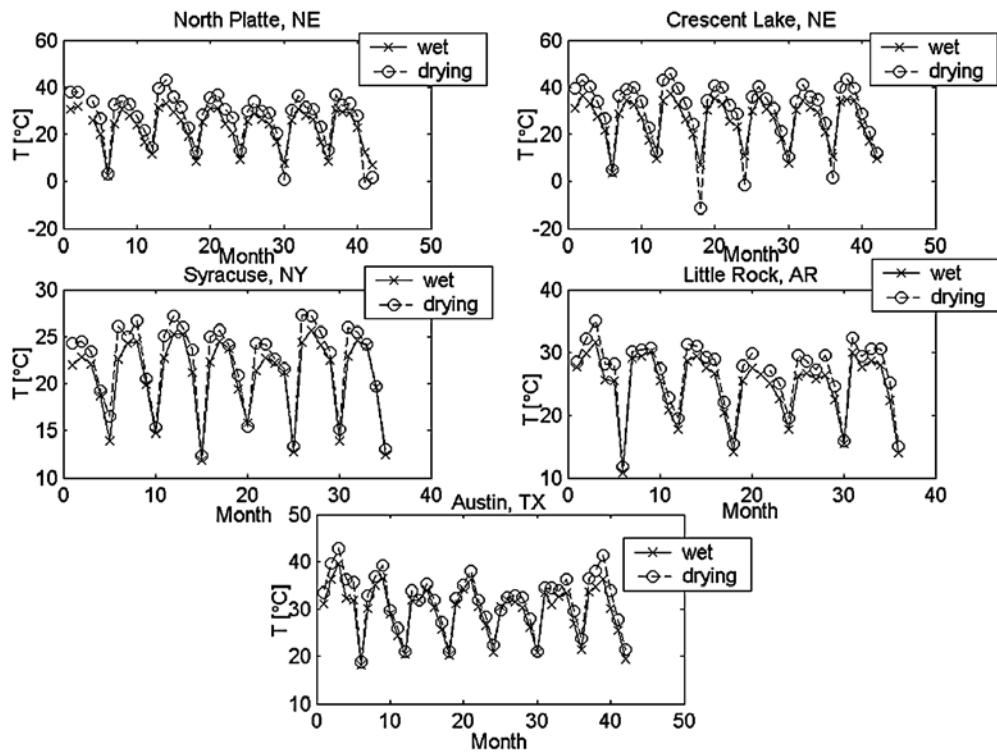 North Platte, NE
wet
drying
60
40
20
0
-20
T [°C]
0 10 20 30 40 50
Month
Crescent Lake, NE
wet
drying
60
40
20
0
-20
T [°C]
0 10 20 30 40 50
Month
Syracuse, NY
wet
drying
30
25
20
15
10
T [°C]
0 10 20 30 40
Month
Little Rock, AR
wet
drying
40
30
20
10
T [°C]
0 10 20 30 40
Month
Austin, TX
wet
drying
50
40
30
20
10
T [°C]
0 10 20 30 40 50
Month